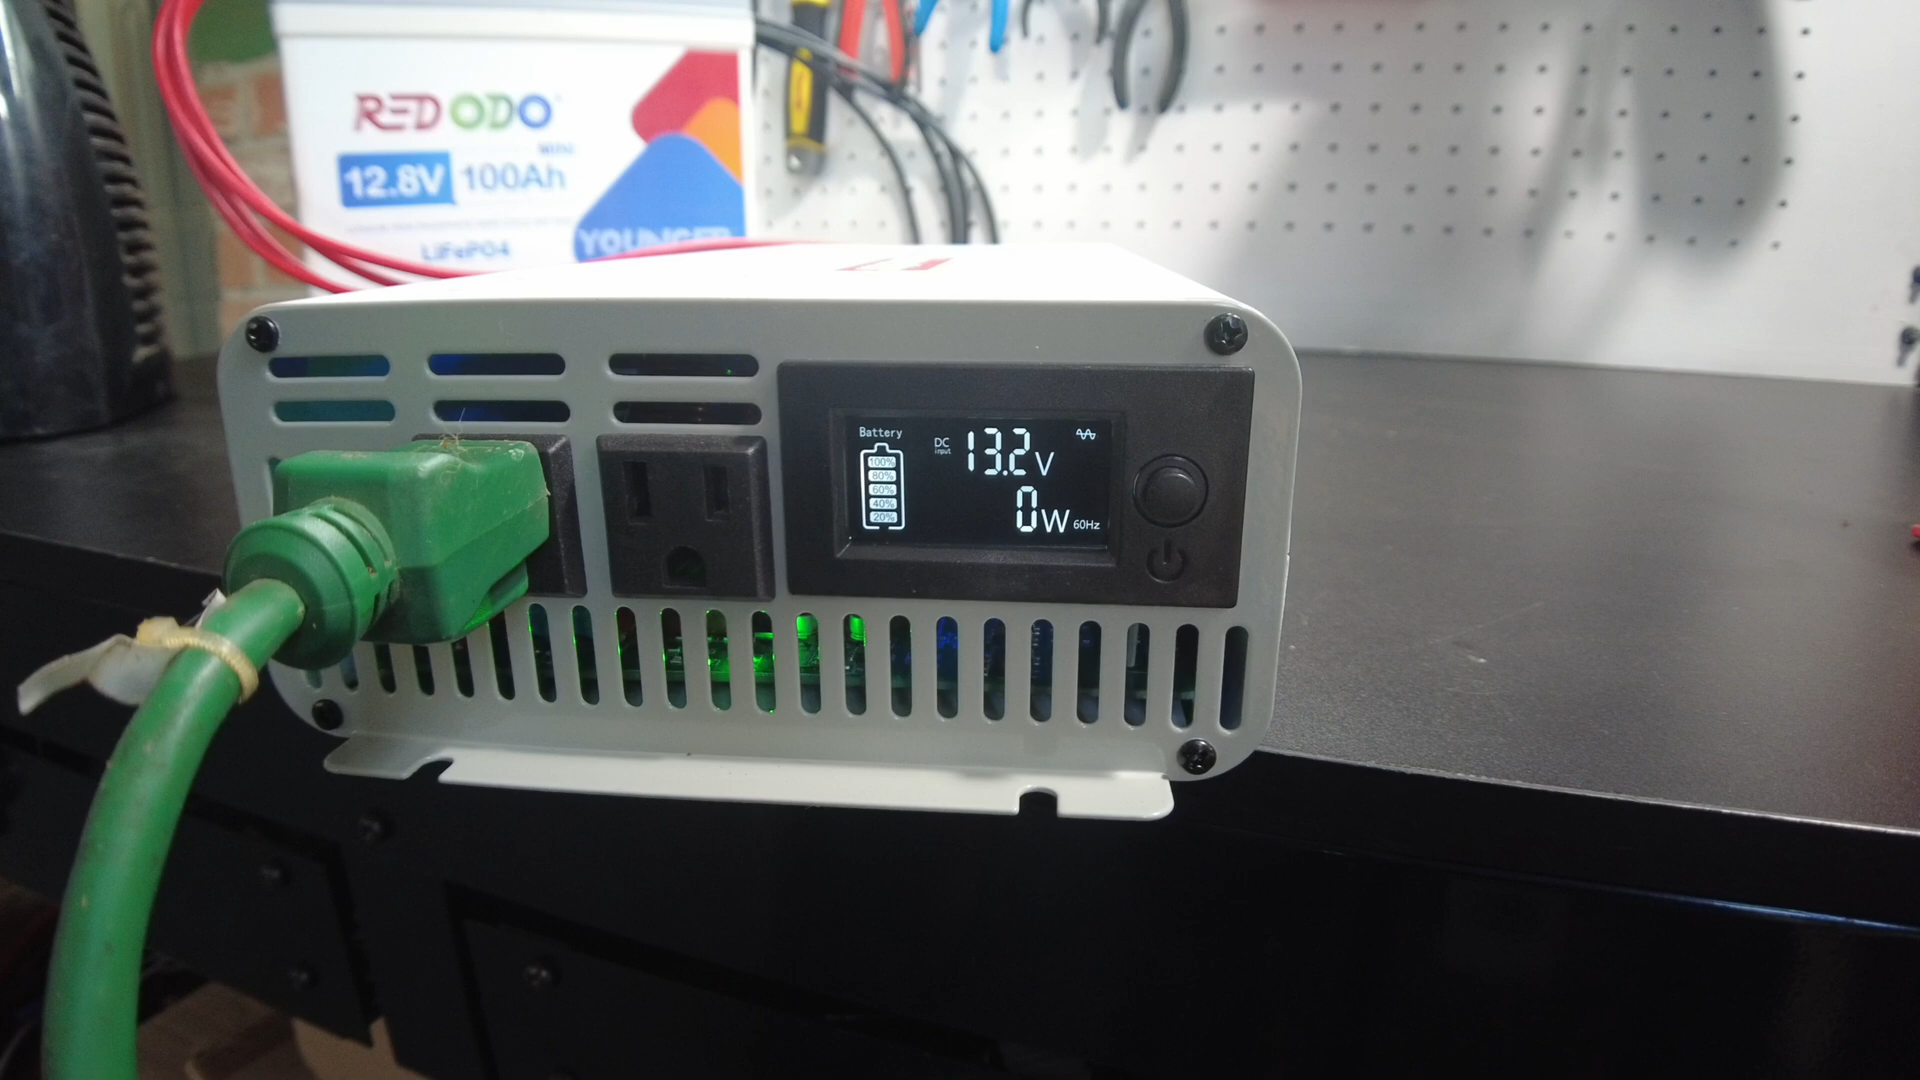 REDODO
MINI
12.8V 100Ah
LiFePO4
YOUNGER
Battery
100%
80%
60%
40%
20%
DC
input
13.2V
0W 60Hz